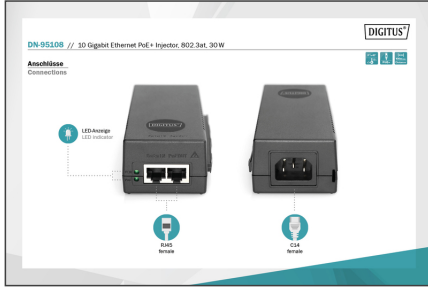 DIGITUS®
DN-95108 // 10 Gigabit Ethernet PoE+ Injector, 802.3at, 30 W
Anschlüsse
Connections
DIGITUS
LED-Anzeige
LED indicator
RJ45
female
C14
female